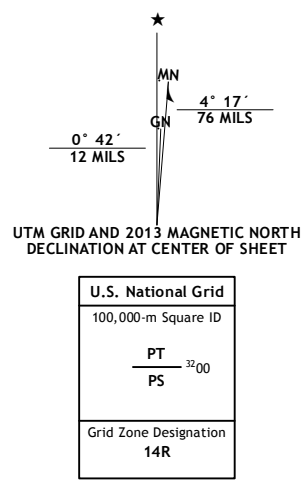 ★
MN
4° 17´
76 MILS
GN
0° 42´
12 MILS
UTM GRID AND 2013 MAGNETIC NORTH
DECLINATION AT CENTER OF SHEET
U.S. National Grid
100,000-m Square ID
PT
3200
PS
Grid Zone Designation
14R